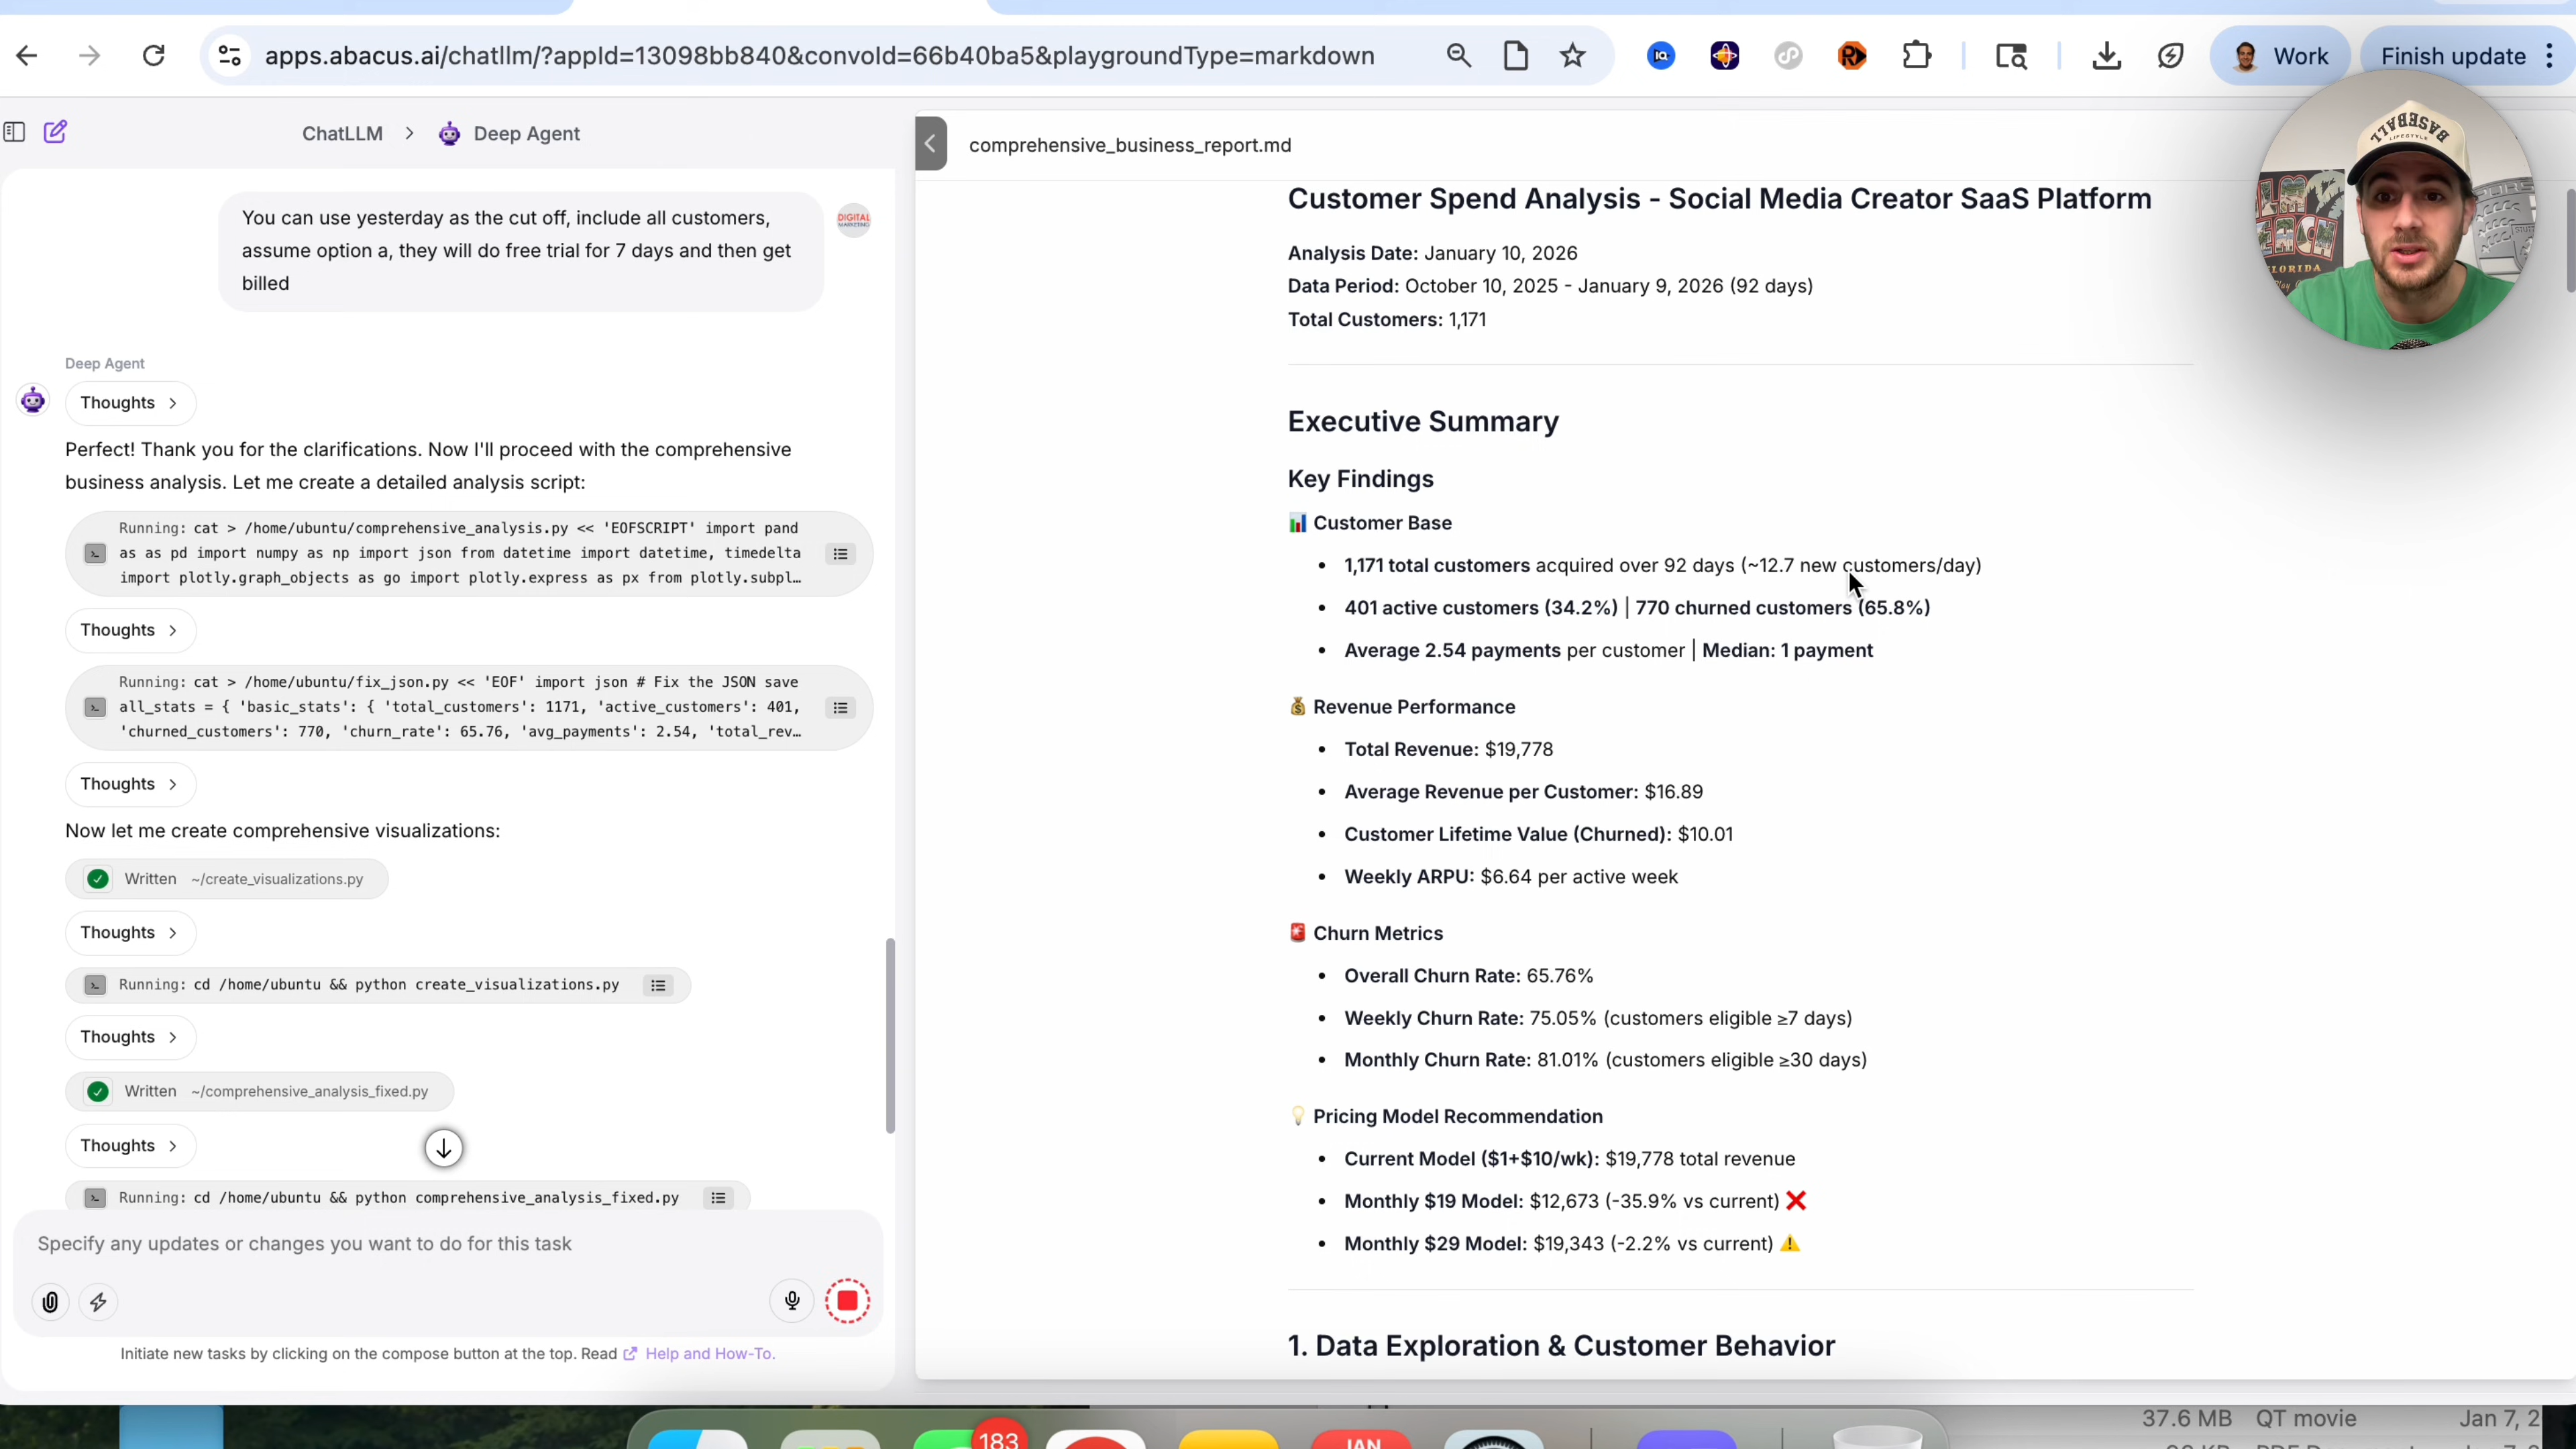 apps.abacus.ai/chatllm/?appId=13098bb840&convoId=66b40ba5&playgroundType=markdown
Work
Finish update
ChatLLM > Deep Agent
comprehensive_business_report.md
You can use yesterday as the cut off, include all customers,
assume option a, they will do free trial for 7 days and then get
billed
DIGITAL
MARKETING
Deep Agent
Thoughts
Perfect! Thank you for the clarifications. Now I'll proceed with the comprehensive
business analysis. Let me create a detailed analysis script:
Running: cat > /home/ubuntu/comprehensive_analysis.py << 'EOFSCRIPT' import pand
as as pd import numpy as np import json from datetime import datetime, timedelta
import plotly.graph_objects as go import plotly.express as px from plotly.subpl…
Thoughts
Running: cat > /home/ubuntu/fix_json.py << 'EOF' import json # Fix the JSON save
all_stats = { 'basic_stats': { 'total_customers': 1171, 'active_customers': 401,
'churned_customers': 770, 'churn_rate': 65.76, 'avg_payments': 2.54, 'total_rev…
Thoughts
Now let me create comprehensive visualizations:
Written ~/create_visualizations.py
Thoughts
Running: cd /home/ubuntu && python create_visualizations.py
Thoughts
Written ~/comprehensive_analysis_fixed.py
Thoughts
Running: cd /home/ubuntu && python comprehensive_analysis_fixed.py
Specify any updates or changes you want to do for this task
Initiate new tasks by clicking on the compose button at the top. Read Help and How-To.
Customer Spend Analysis - Social Media Creator SaaS Platform
Analysis Date: January 10, 2026
Data Period: October 10, 2025 - January 9, 2026 (92 days)
Total Customers: 1,171
Executive Summary
Key Findings
📊 Customer Base
• 1,171 total customers acquired over 92 days (~12.7 new customers/day)
• 401 active customers (34.2%) | 770 churned customers (65.8%)
• Average 2.54 payments per customer | Median: 1 payment
💰 Revenue Performance
• Total Revenue: $19,778
• Average Revenue per Customer: $16.89
• Customer Lifetime Value (Churned): $10.01
• Weekly ARPU: $6.64 per active week
🚨 Churn Metrics
• Overall Churn Rate: 65.76%
• Weekly Churn Rate: 75.05% (customers eligible ≥7 days)
• Monthly Churn Rate: 81.01% (customers eligible ≥30 days)
💡 Pricing Model Recommendation
• Current Model ($1+$10/wk): $19,778 total revenue
• Monthly $19 Model: $12,673 (-35.9% vs current) ❌
• Monthly $29 Model: $19,343 (-2.2% vs current) ⚠️
1. Data Exploration & Customer Behavior
BASEBALL
LIFESTYLE
FLORIDA
183
JAN
37.6 MB QT movie Jan 7, 2